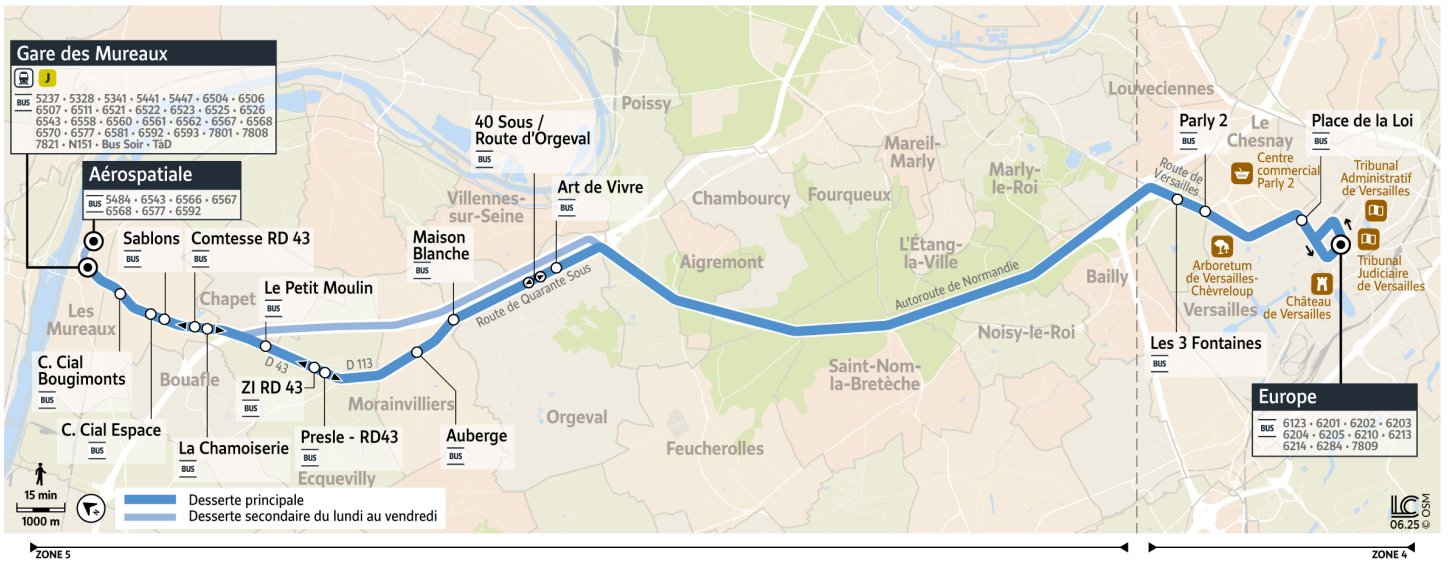 Gare des Mureaux
J
BUS
5237 • 5328 • 5341 • 5441 • 5447 • 6504 • 6506
6507 • 6511 • 6521 • 6522 • 6523 • 6525 • 6526
6543 • 6558 • 6560 • 6561 • 6562 • 6567 • 6568
6570 • 6577 • 6581 • 6592 • 6593 • 7801 • 7808
7821 • N151 • Bus Soir • TàD
Aérospatiale
BUS
5484 • 6543 • 6566 • 6567
6568 • 6577 • 6592
Sablons
BUS
Comtesse RD 43
BUS
Les
Mureaux
Chapet
Le Petit Moulin
BUS
C. Cial
Bougimonts
BUS
Bouafle
D 43
D 113
ZI RD 43
BUS
C. Cial Espace
BUS
La Chamoiserie
BUS
Presle - RD43
BUS
Morainvilliers
Ecquevilly
Auberge
BUS
Maison
Blanche
BUS
Villennes-
sur-Seine
40 Sous /
Route d'Orgeval
BUS
Art de Vivre
BUS
Route de Quarante Sous
Poissy
Orgeval
Chambourcy
Aigremont
Feucherolles
Fourqueux
Mareil-
Marly
Marly-
le-Roi
L'Étang-
la-Ville
Autoroute de Normandie
Saint-Nom-
la-Bretèche
Noisy-le-Roi
Bailly
Louveciennes
Route de
Versailles
Parly 2
BUS
Le
Chesnay
Centre
commercial
Parly 2
Place de la Loi
BUS
Tribunal
Administratif
de Versailles
Tribunal
Judiciaire
de Versailles
Arboretum
de Versailles-
Chèvreloup
Versailles
Château
de Versailles
Les 3 Fontaines
BUS
Europe
BUS
6123 • 6201 • 6202 • 6203
6204 • 6205 • 6210 • 6213
6214 • 6284 • 7809
15 min
1000 m
Desserte principale
Desserte secondaire du lundi au vendredi
LC
06.25
© OSM
ZONE 5
ZONE 4